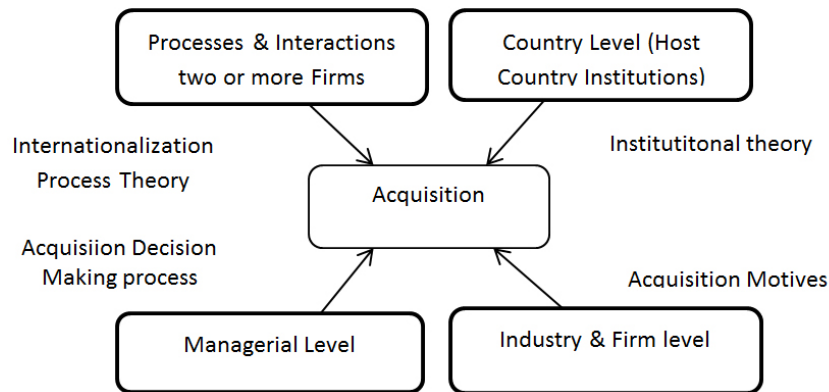 Processes & Interactions
two or more Firms
Country Level (Host
Country Institutions)
Internationalization
Process Theory
Institutitonal theory
Acquisition
Acquisiion Decision
Making process
Acquisition Motives
Managerial Level
Industry & Firm level